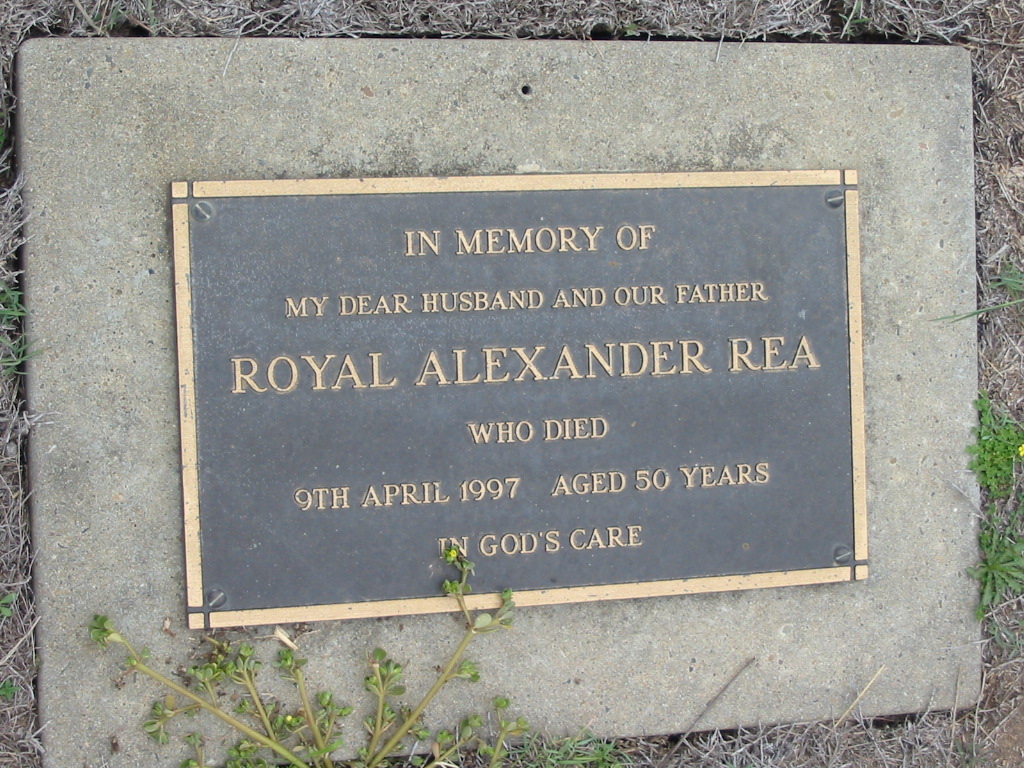 IN MEMORY OF
MY DEAR HUSBAND AND OUR FATHER
ROYAL ALEXANDER REA
WHO DIED
9TH APRIL 1997 AGED 50 YEARS
IN GOD'S CARE